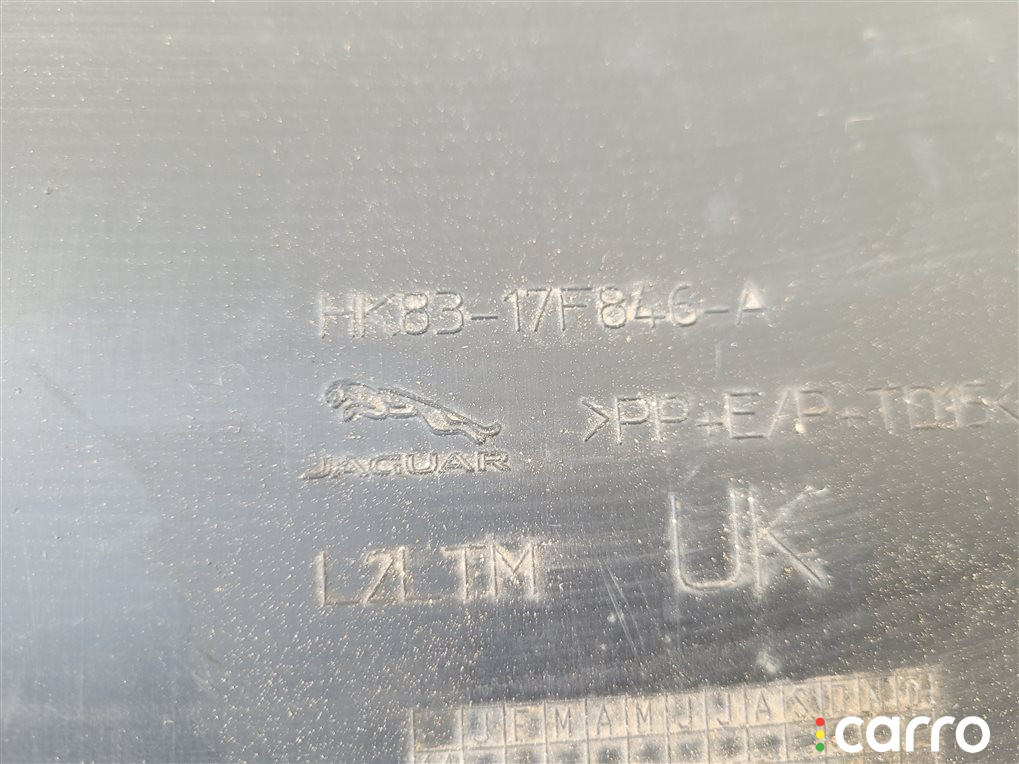 HK83-17F846-A
JAGUAR
>PP+E/P+TD15<
L2LTM
UK
J F M A M J J A S O N D
carro